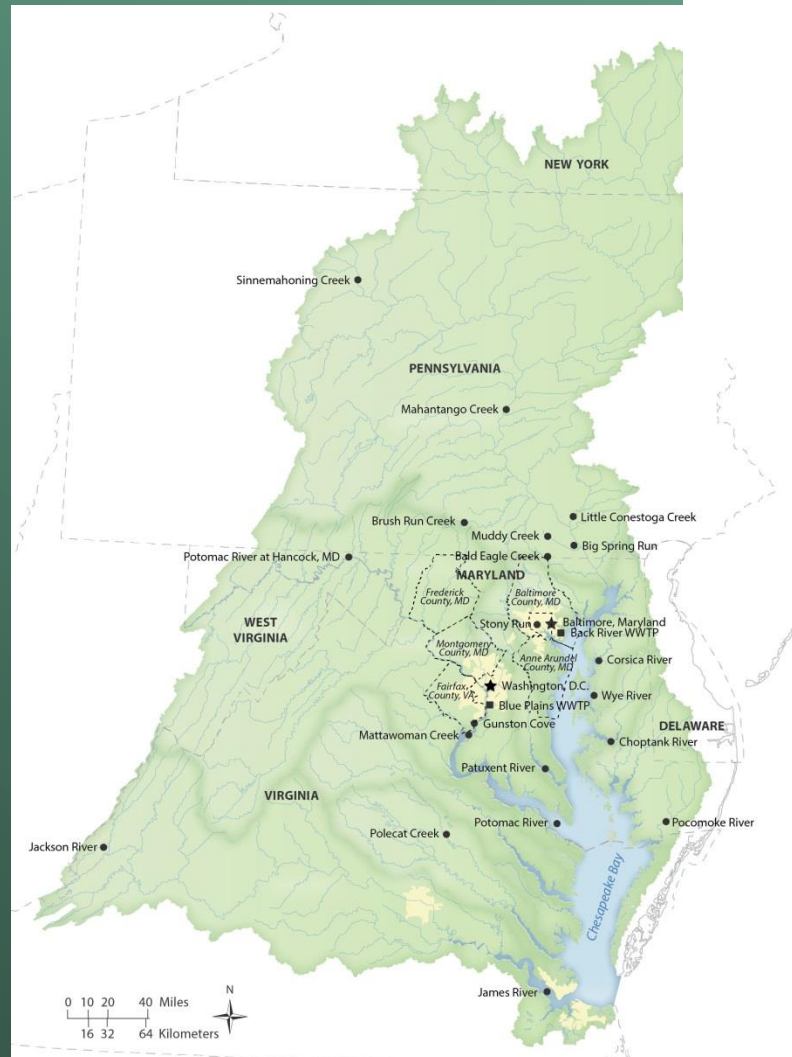 NEW YORK
Sinnemahoning Creek
PENNSYLVANIA
Mahantango Creek
Little Conestoga Creek
Brush Run Creek
Muddy Creek
Big Spring Run
Potomac River at Hancock, MD
Bald Eagle Creek
MARYLAND
Frederick
County, MD
Baltimore
County, MD
WEST
VIRGINIA
Stony Run
Baltimore, Maryland
Back River WWTP
Montgomery
County, MD
Anne Arundel
County, MD
Corsica River
Fairfax
County, VA
Washington, D.C.
Wye River
Blue Plains WWTP
Gunston Cove
DELAWARE
Mattawoman Creek
Choptank River
Patuxent River
VIRGINIA
Potomac River
Pocomoke River
Polecat Creek
Jackson River
Chesapeake Bay
James River
N
0 10 20 40 Miles
16 32 64 Kilometers